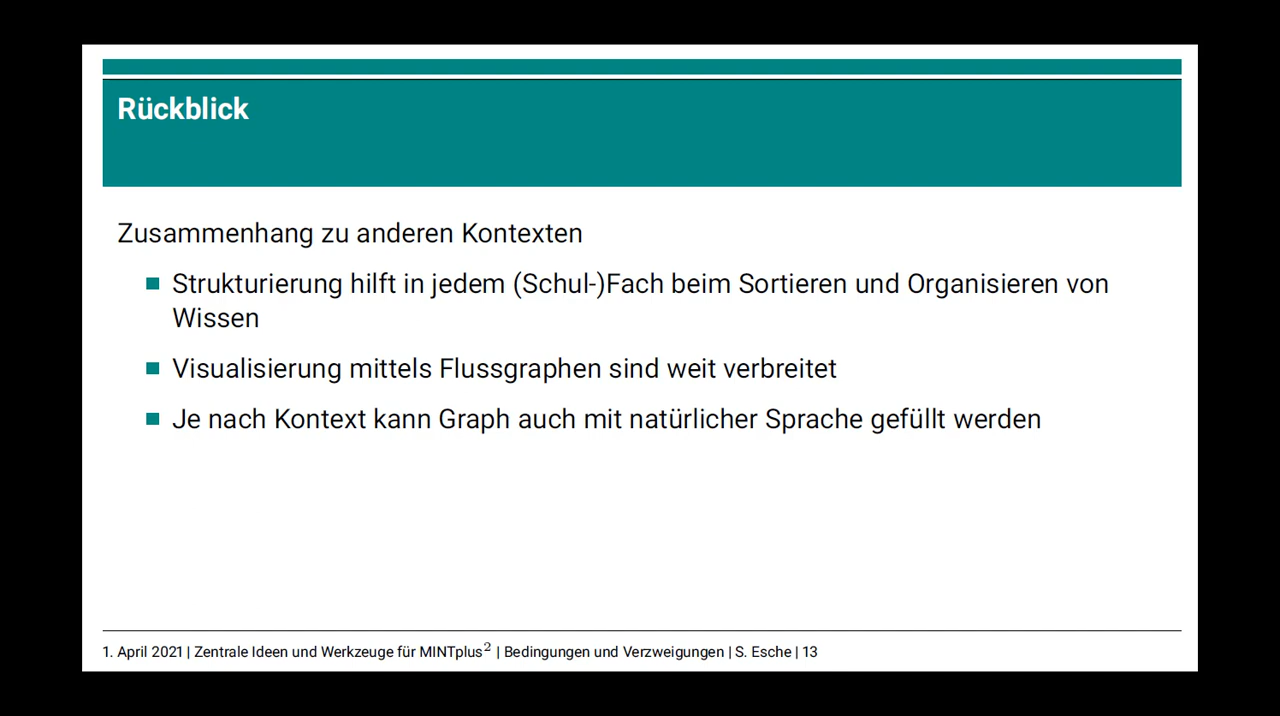 Rückblick
Zusammenhang zu anderen Kontexten
Strukturierung hilft in jedem (Schul-)Fach beim Sortieren und Organisieren von
Wissen
Visualisierung mittels Flussgraphen sind weit verbreitet
Je nach Kontext kann Graph auch mit natürlicher Sprache gefüllt werden
1. April 2021 | Zentrale Ideen und Werkzeuge für MINTplus² | Bedingungen und Verzweigungen | S. Esche | 13